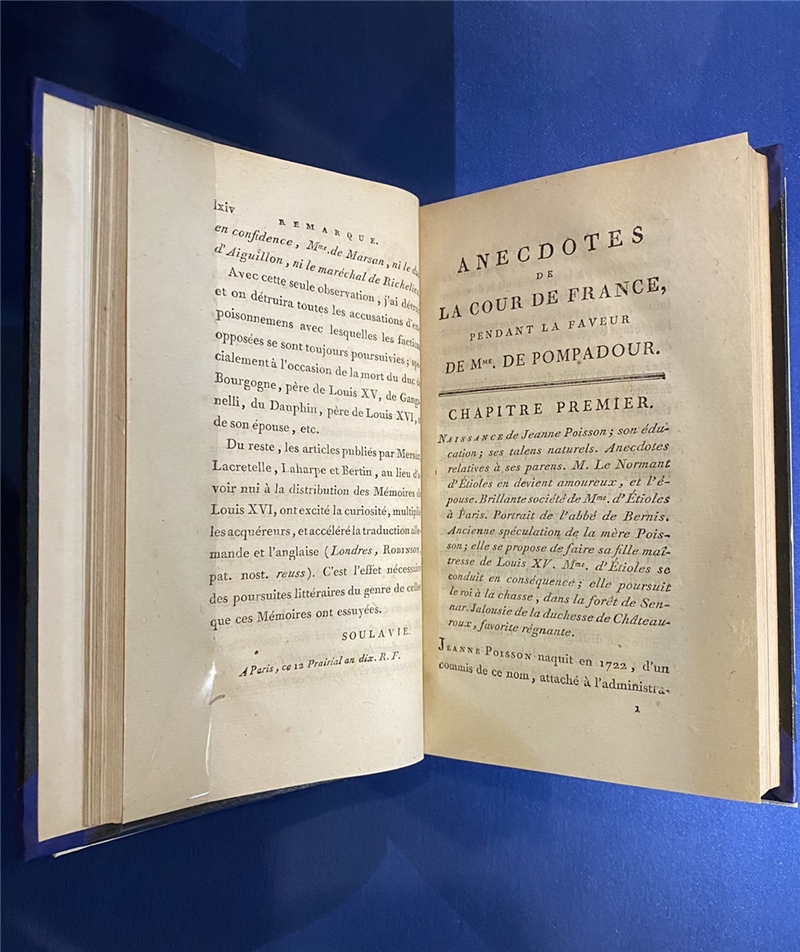 lxiv
REMARQUE.
en confidence, Mme. de Marsan, ni le
d'Aiguillon, ni le maréchal de
Avec cette seule observation, j'ai
et on détruira toutes les accusations
poisonnemens avec lesquelles les
opposées se sont toujours poursuivies;
cialement à l'occasion de la mort du duc
Bourgogne, père de Louis XV, de
nelli, du Dauphin, père de Louis XVI,
de son épouse, etc.
Du reste, les articles publiés par
Lacretelle, Laharpe et Bertin, au lieu
voir nui à la distribution des Mémoires
Louis XVI, ont excité la curiosité,
les acquéreurs, et accéléré la traduction
mande et l'anglaise (Londres, ROBINSON,
pat. nost. reuss). C'est l'effet nécessaire
des poursuites littéraires du genre de
que ces Mémoires ont essuyées.
SOULAVIE.
A Paris, ce 12 Prairial an dix. R. F.
ANECDOTES
DE
LA COUR DE FRANCE,
PENDANT LA FAVEUR
DE MME. DE POMPADOUR.
CHAPITRE PREMIER.
NAISSANCE de Jeanne Poisson; son édu-
cation; ses talens naturels. Anecdotes
relatives à ses parens. M. Le Normant
d'Étioles en devient amoureux, et l'é-
pouse. Brillante société de Mme. d'Étioles
à Paris. Portrait de l'abbé de Bernis.
Ancienne spéculation de la mère Pois-
son; elle se propose de faire sa fille maî-
tresse de Louis XV. Mme. d'Étioles se
conduit en conséquence; elle poursuit
le roi à la chasse, dans la forêt de Sen-
nar. Jalousie de la duchesse de Château-
roux, favorite régnante.
JEANNE POISSON naquit en 1722, d'un
commis de ce nom, attaché à l'administra-
1